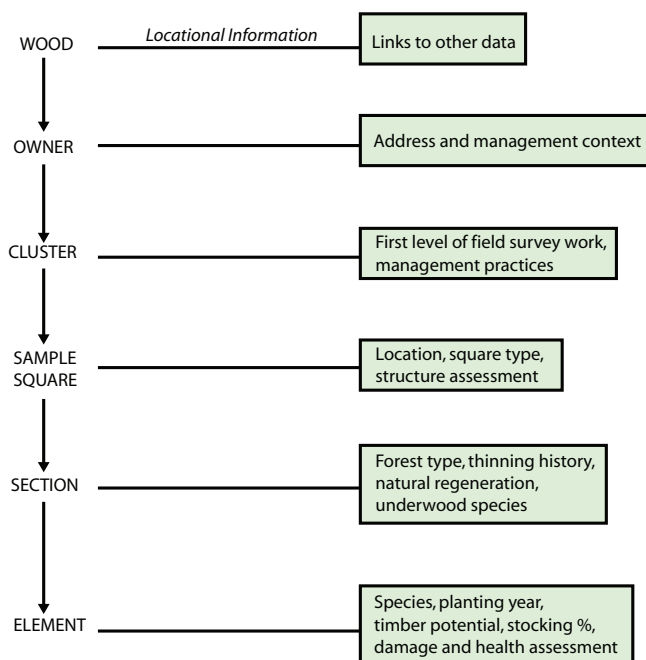 WOOD
Locational Information
Links to other data
OWNER
Address and management context
CLUSTER
First level of field survey work,
management practices
SAMPLE
SQUARE
Location, square type,
structure assessment
SECTION
Forest type, thinning history,
natural regeneration,
underwood species
ELEMENT
Species, planting year,
timber potential, stocking %,
damage and health assessment